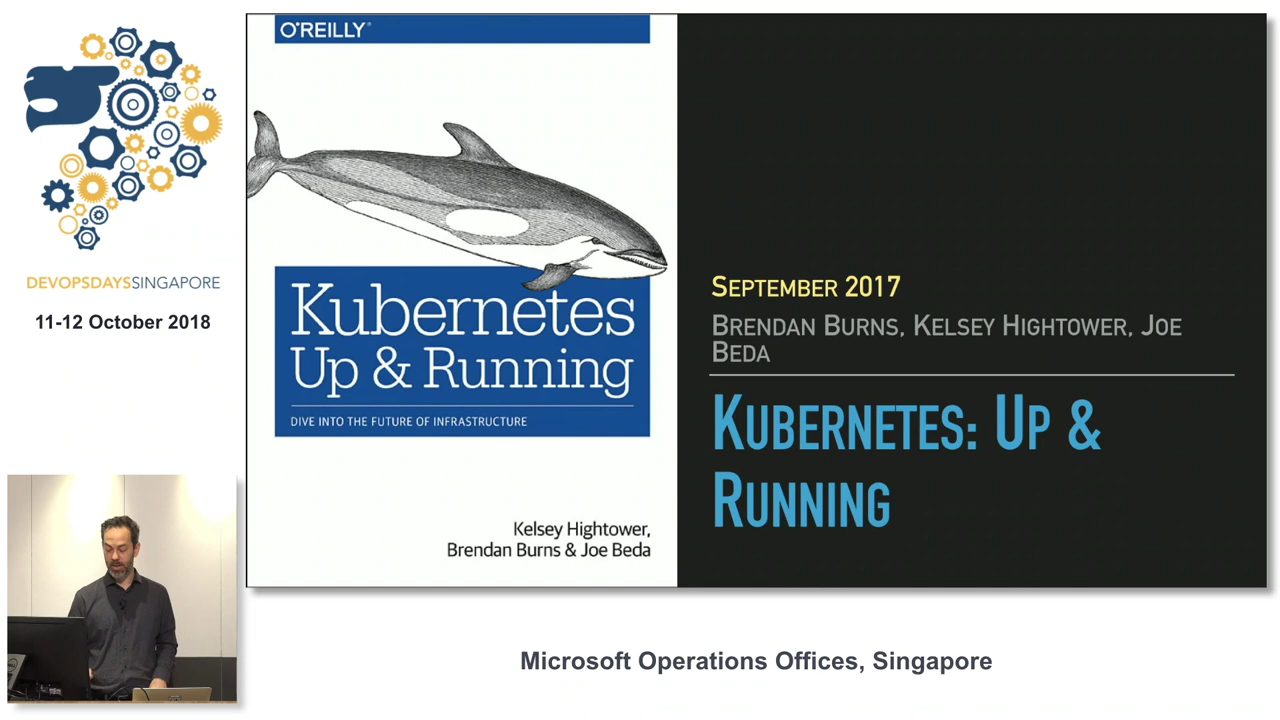 DEVOPSDAYSSINGAPORE
11-12 October 2018
O'REILLY®
Kubernetes
Up & Running
DIVE INTO THE FUTURE OF INFRASTRUCTURE
Kelsey Hightower,
Brendan Burns & Joe Beda
SEPTEMBER 2017
BRENDAN BURNS, KELSEY HIGHTOWER, JOE
BEDA
KUBERNETES: UP &
RUNNING
Microsoft Operations Offices, Singapore